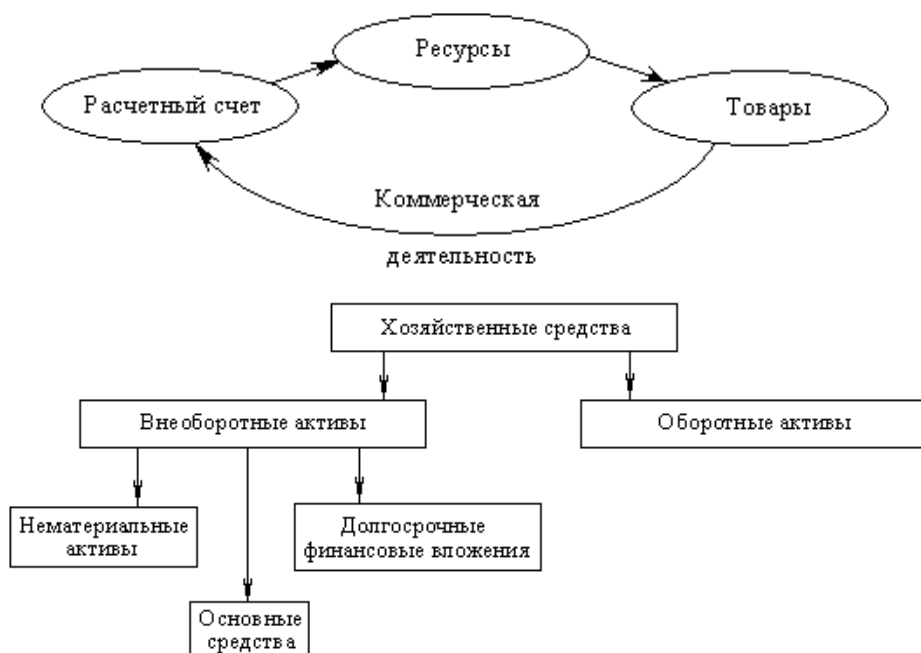 Ресурсы
Расчетный счет
Товары
Коммерческая
деятельность
Хозяйственные средства
Внеоборотные активы
Оборотные активы
Нематериальные
активы
Долгосрочные
финансовые вложения
Основные
средства